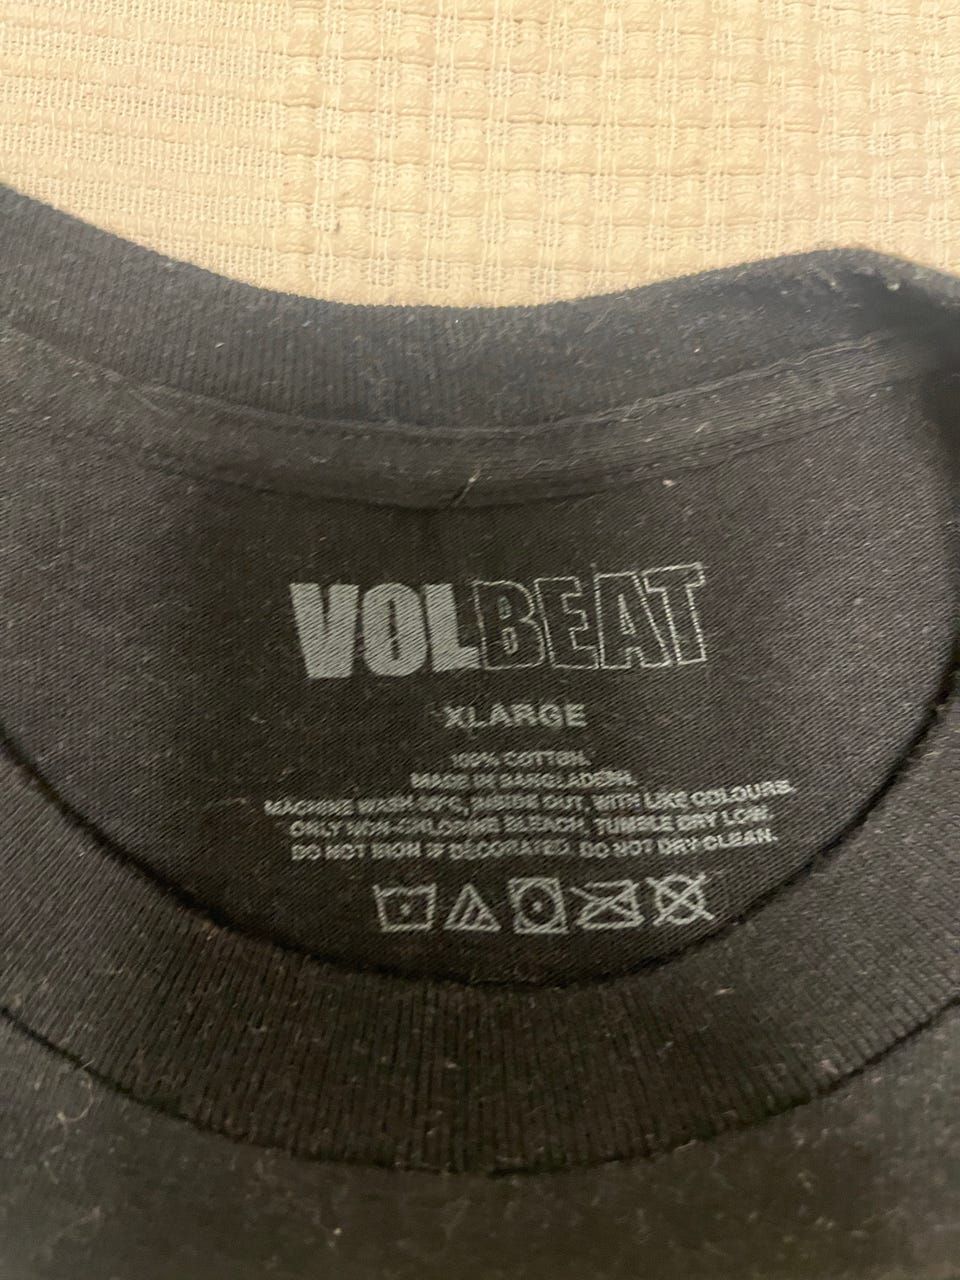 VOLBEAT
XLARGE
100% COTTON.
MADE IN BANGLADESH.
MACHINE WASH 30°C, INSIDE OUT, WITH LIKE COLOURS.
ONLY NON-CHLORINE BLEACH, TUMBLE DRY LOW.
DO NOT IRON IF DECORATED. DO NOT DRY CLEAN.